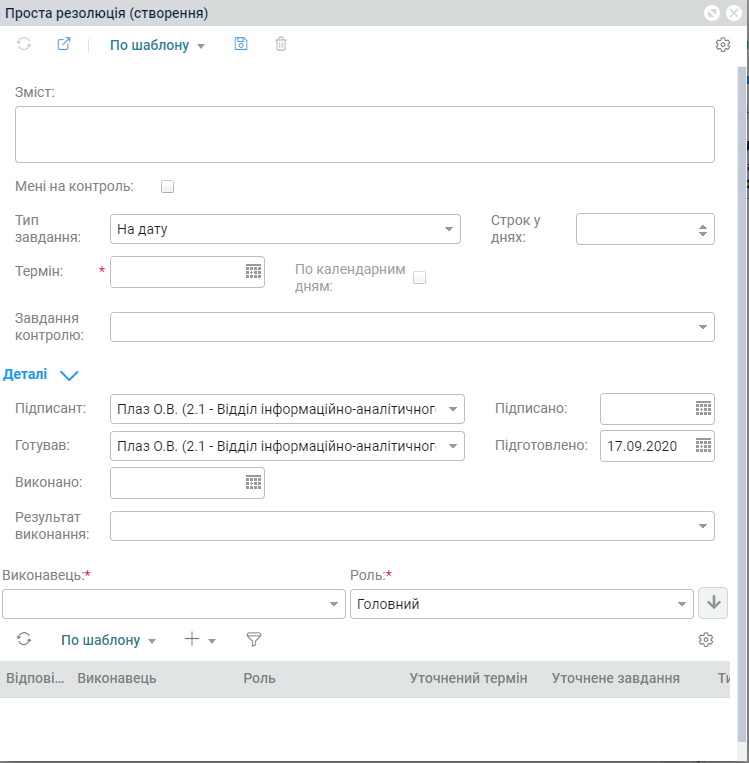 Проста резолюція (створення)
По шаблону
Зміст:
Мені на контроль:
Тип завдання: На дату Строк у днях:
Термін: * По календарним дням:
Завдання контролю:
Деталі
Підписант: Плаз О.В. (2.1 - Відділ інформаційно-аналітичного Підписано:
Готував: Плаз О.В. (2.1 - Відділ інформаційно-аналітичного Підготовлено: 17.09.2020
Виконано:
Результат виконання:
Виконавець:* Роль:*
Головний
По шаблону
Відпові... Виконавець Роль Уточнений термін Уточнене завдання